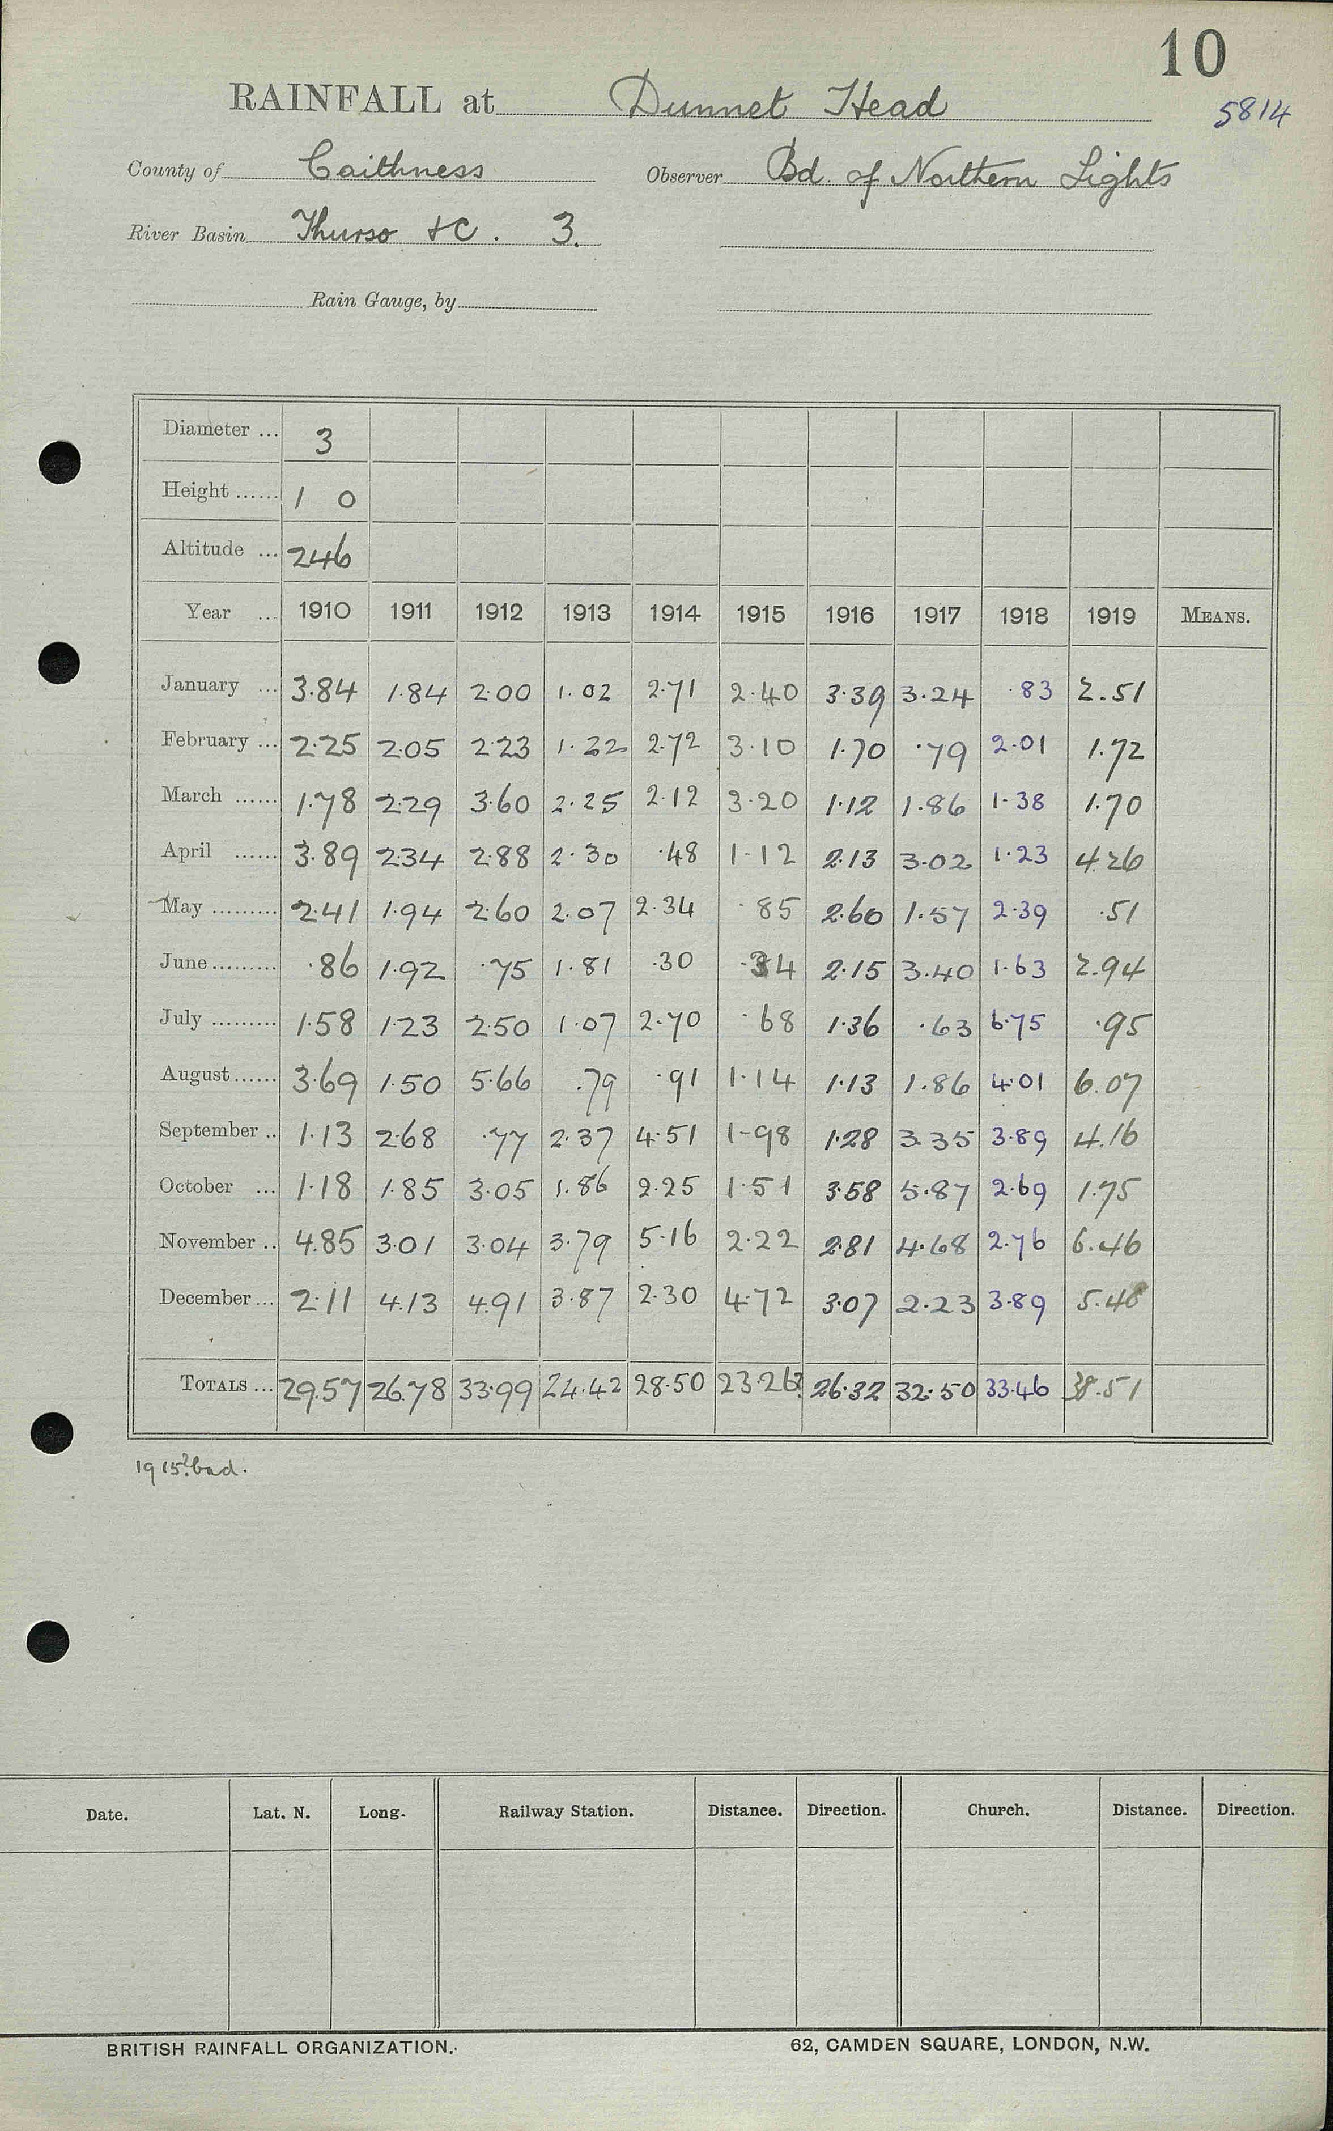 10
RAINFALL at Dunnet Head
5814
County of Caithness Observer Bd. of Northern Lights
River Basin Thurso &C. 3.
Rain Gauge, by
Diameter ... 3
Height ...... 1 0
Altitude ... 246
Year ... 1910 1911 1912 1913 1914 1915 1916 1917 1918 1919 MEANS.
January ... 3.84 1.84 2.00 1.02 2.71 2.40 3.39 3.24 .83 2.51
February ... 2.25 2.05 2.23 1.22 2.72 3.10 1.70 .79 2.01 1.72
March ...... 1.78 2.29 3.60 2.25 2.12 3.20 1.12 1.86 1.38 1.70
April ...... 3.89 2.34 2.88 2.30 .48 1.12 2.13 3.02 1.23 4.26
May ......... 2.41 1.94 2.60 2.07 2.34 .85 2.60 1.57 2.39 .51
June ......... .86 1.92 .75 1.81 .30 .34 2.15 3.40 1.63 2.94
July ......... 1.58 1.23 2.50 1.07 2.70 .68 1.36 .63 6.75 .95
August ...... 3.69 1.50 5.66 .79 .91 1.14 1.13 1.86 4.01 6.07
September .. 1.13 2.68 .77 2.37 4.51 1.98 1.28 3.35 3.89 4.16
October ... 1.18 1.85 3.05 1.86 2.25 1.51 3.58 5.87 2.69 1.75
November .. 4.85 3.01 3.04 3.79 5.16 2.22 2.81 4.68 2.76 6.46
December ... 2.11 4.13 4.91 3.87 2.30 4.72 3.07 2.23 3.89 5.48
TOTALS ... 29.57 26.78 33.99 24.42 28.50 23.26? 26.32 32.50 33.46 38.51
1915? bad.
Date. Lat. N. Long. Railway Station. Distance. Direction. Church. Distance. Direction.
BRITISH RAINFALL ORGANIZATION. 62, CAMDEN SQUARE, LONDON, N.W.